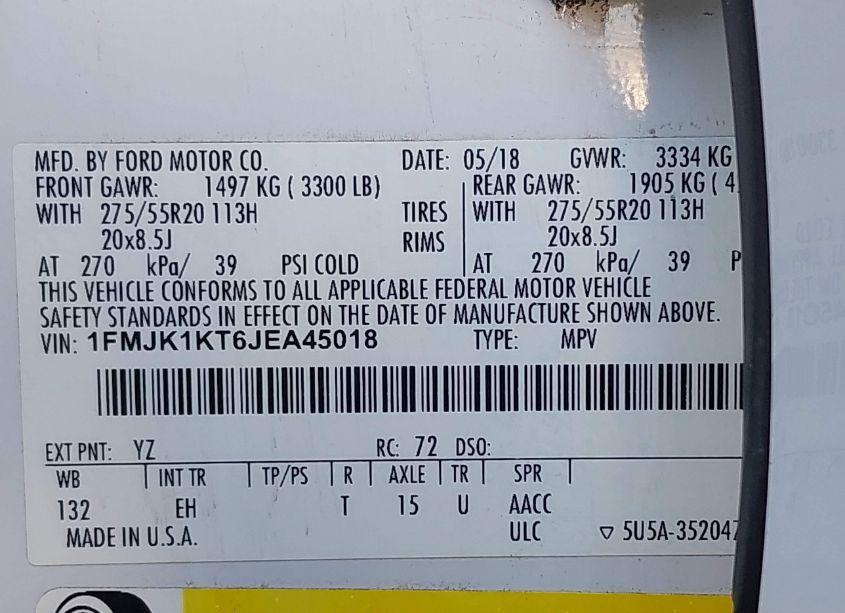 MFD. BY FORD MOTOR CO. DATE: 05/18 GVWR: 3334 KG
FRONT GAWR: 1497 KG ( 3300 LB) REAR GAWR: 1905 KG ( 4
WITH 275/55R20 113H TIRES WITH 275/55R20 113H
20x8.5J RIMS 20x8.5J
AT 270 kPa/ 39 PSI COLD AT 270 kPa/ 39 P
THIS VEHICLE CONFORMS TO ALL APPLICABLE FEDERAL MOTOR VEHICLE
SAFETY STANDARDS IN EFFECT ON THE DATE OF MANUFACTURE SHOWN ABOVE.
VIN: 1FMJK1KT6JEA45018 TYPE: MPV
EXT PNT: YZ RC: 72 DSO:
WB INT TR TP/PS R AXLE TR SPR
132 EH T 15 U AACC
MADE IN U.S.A. ULC ▽ 5U5A-352047